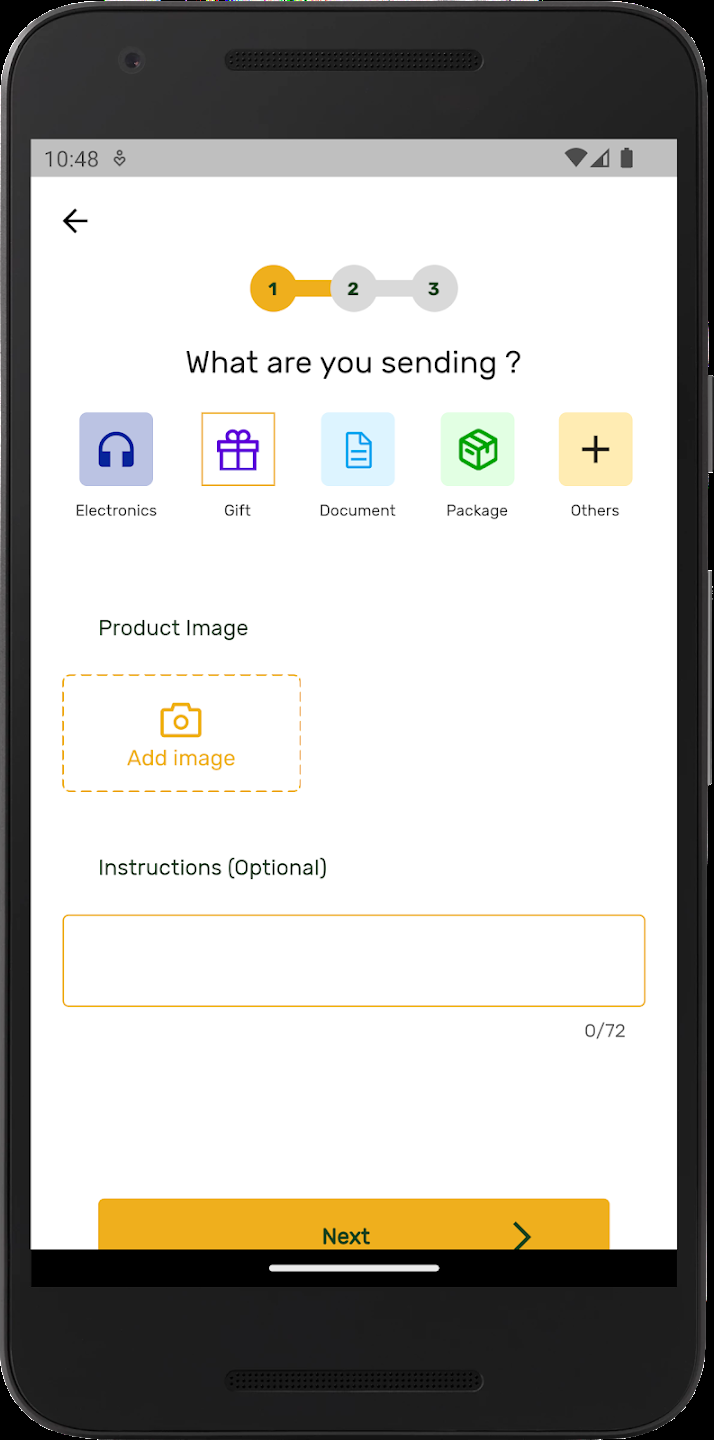 10:48
1 2 3
What are you sending ?
Electronics Gift Document Package Others
Product Image
Add image
Instructions (Optional)
0/72
Next